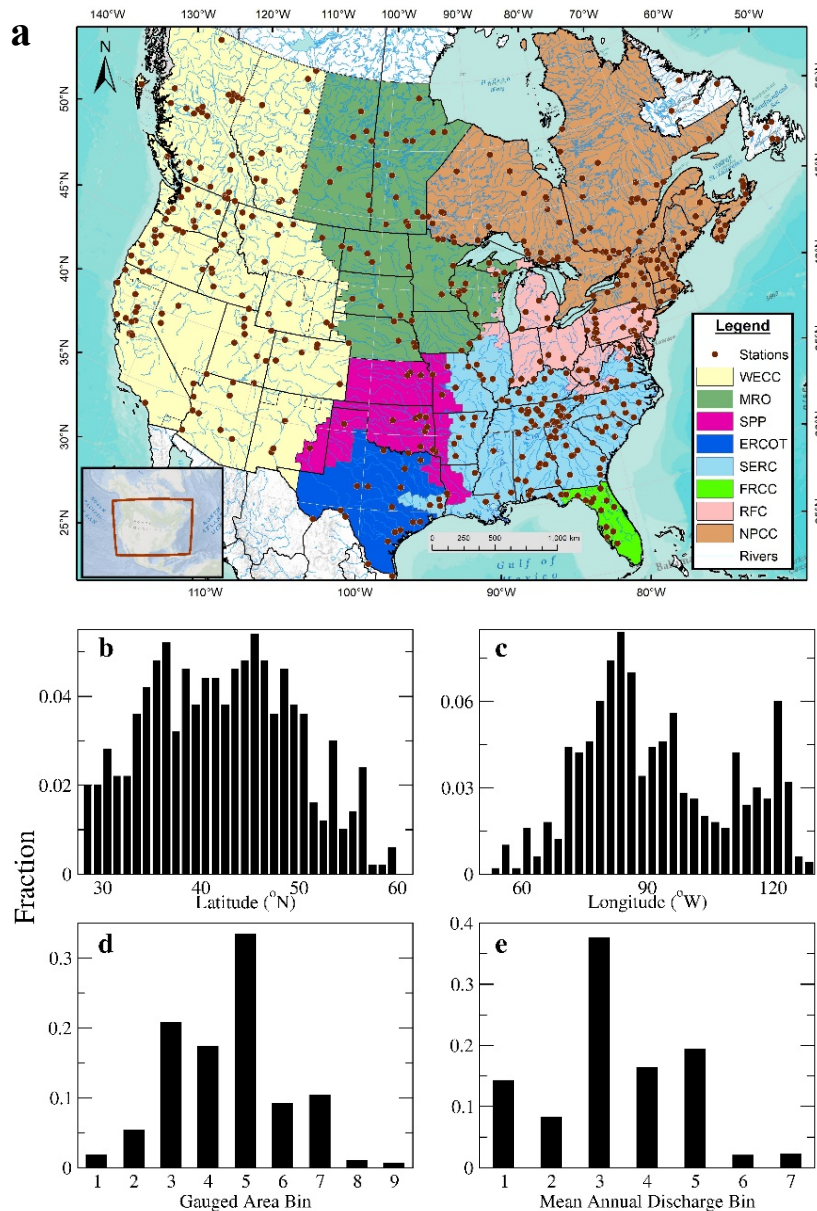 a
140°W 130°W 120°W 110°W 100°W 90°W 80°W 70°W 60°W 50°W
N
50°N
45°N
40°N
35°N
30°N
25°N
Legend
Stations
WECC
MRO
SPP
ERCOT
SERC
FRCC
RFC
NPCC
Rivers
0 250 500 1,000 km
Gulf of
110°W 100°W 90°W 80°W
b
0.04
0.02
0
30 40 50 60
Latitude (°N)
c
0.06
0.03
0
60 90 120
Longitude (°W)
Fraction
d
0.3
0.2
0.1
0
1 2 3 4 5 6 7 8 9
Gauged Area Bin
e
0.4
0.3
0.2
0.1
0
1 2 3 4 5 6 7
Mean Annual Discharge Bin